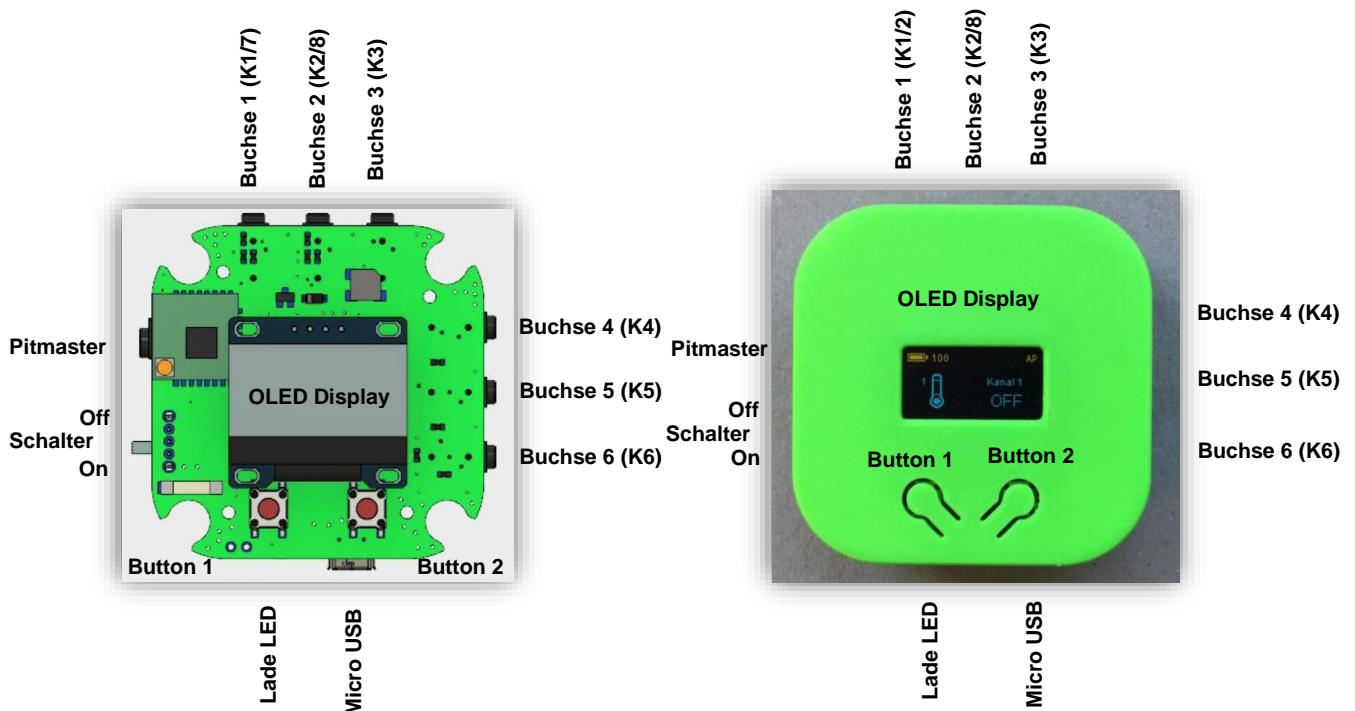 Buchse 1 (K1/7)
Buchse 2 (K2/8)
Buchse 3 (K3)
Pitmaster
Off
Schalter
On
OLED Display
Buchse 4 (K4)
Buchse 5 (K5)
Buchse 6 (K6)
Button 1
Button 2
Lade LED
Micro USB
Buchse 1 (K1/2)
Buchse 2 (K2/8)
Buchse 3 (K3)
Pitmaster
Off
Schalter
On
OLED Display
100
AP
1
Kanal 1
OFF
Button 1
Button 2
Buchse 4 (K4)
Buchse 5 (K5)
Buchse 6 (K6)
Lade LED
Micro USB